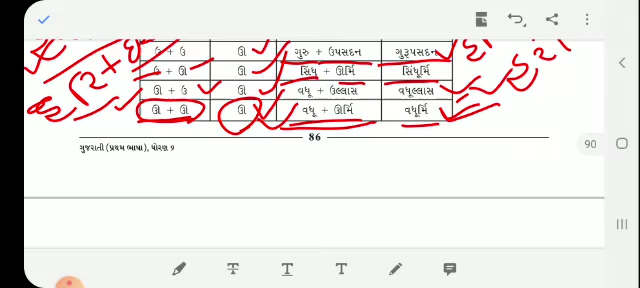 ઉ + ઉ ઊ ગુરુ + ઉપસદન ગુરૂપસદન
ઉ + ઊ ઊ સિંધુ + ઊર્મિ સિંધૂર્મિ
ઊ + ઉ ઊ વધૂ + ઉલ્લાસ વધૂલ્લાસ
ઊ + ઊ ઊ વધૂ + ઊર્મિ વધૂર્મિ
86
ગુજરાતી (પ્રથમ ભાષા), ધોરણ 9
90